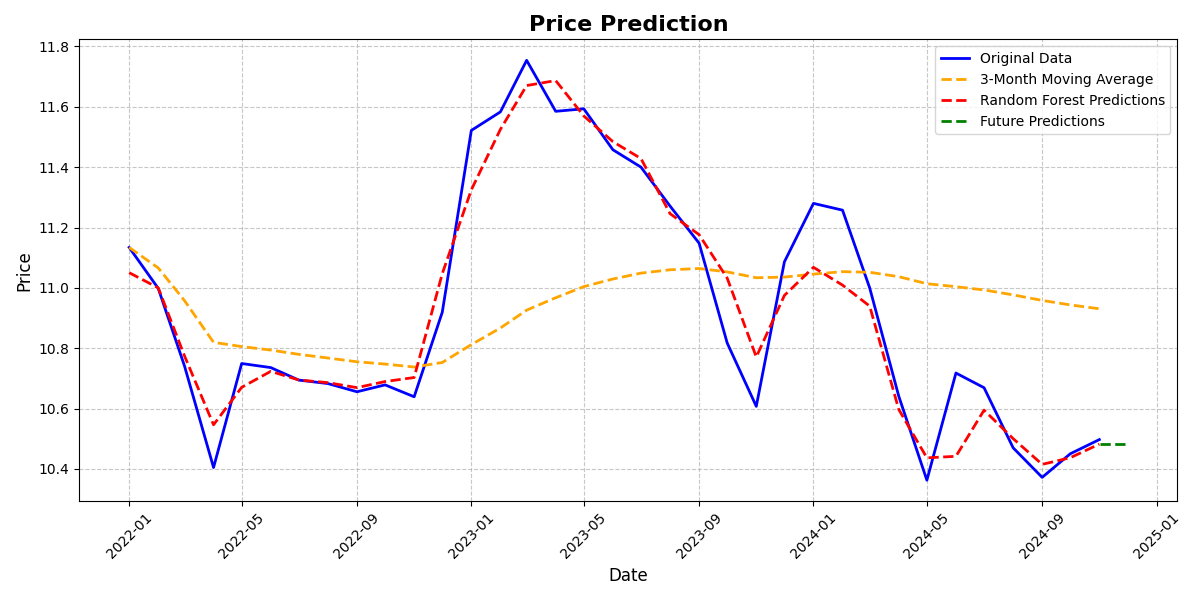 Price Prediction
Price
11.8
11.6
11.4
11.2
11.0
10.8
10.6
10.4
Original Data
3-Month Moving Average
Random Forest Predictions
Future Predictions
2022-01
2022-05
2022-09
2023-01
2023-05
2023-09
2024-01
2024-05
2024-09
2025-01
Date